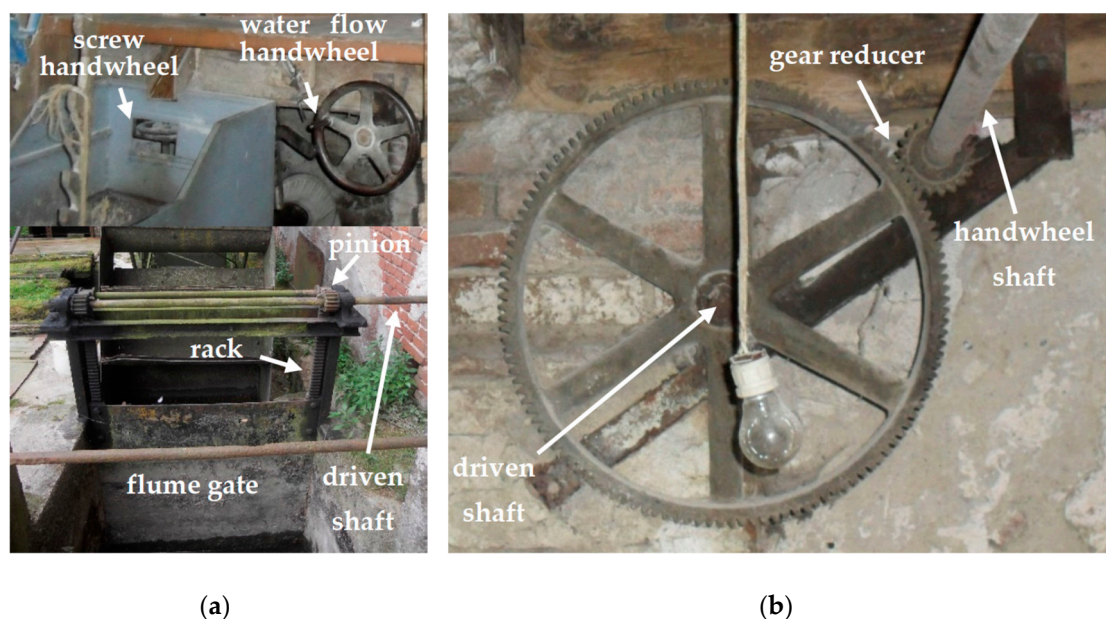 screw
handwheel
water flow
handwheel
pinion
rack
driven
shaft
flume gate
gear reducer
handwheel
shaft
driven
shaft
(a)
(b)